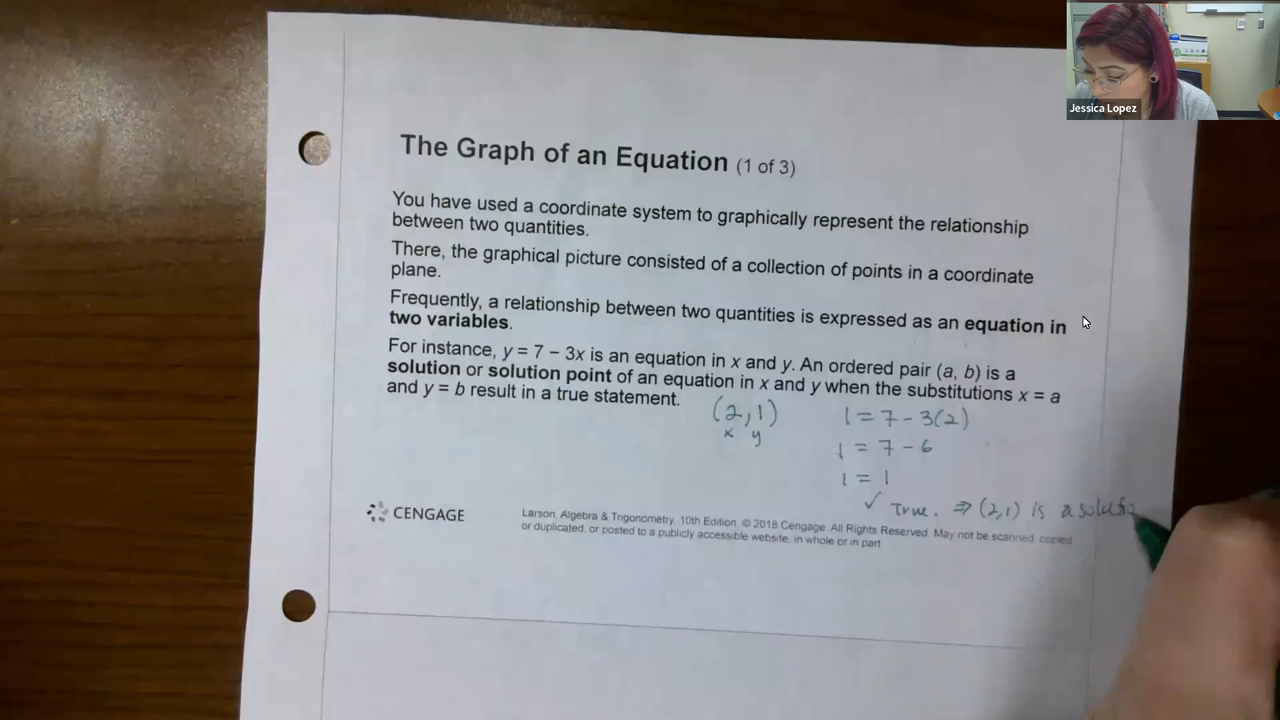 Jessica Lopez
The Graph of an Equation (1 of 3)
You have used a coordinate system to graphically represent the relationship
between two quantities.
There, the graphical picture consisted of a collection of points in a coordinate
plane.
Frequently, a relationship between two quantities is expressed as an equation in
two variables.
For instance, y = 7 − 3x is an equation in x and y. An ordered pair (a, b) is a
solution or solution point of an equation in x and y when the substitutions x = a
and y = b result in a true statement.
(2,1)
x y
1 = 7 - 3(2)
1 = 7 - 6
1 = 1
✓ True. ⇒ (2,1) is a
CENGAGE
Larson, Algebra & Trigonometry, 10th Edition. © 2018 Cengage. All Rights Reserved. May not be scanned, copied
or duplicated, or posted to a publicly accessible website, in whole or in part